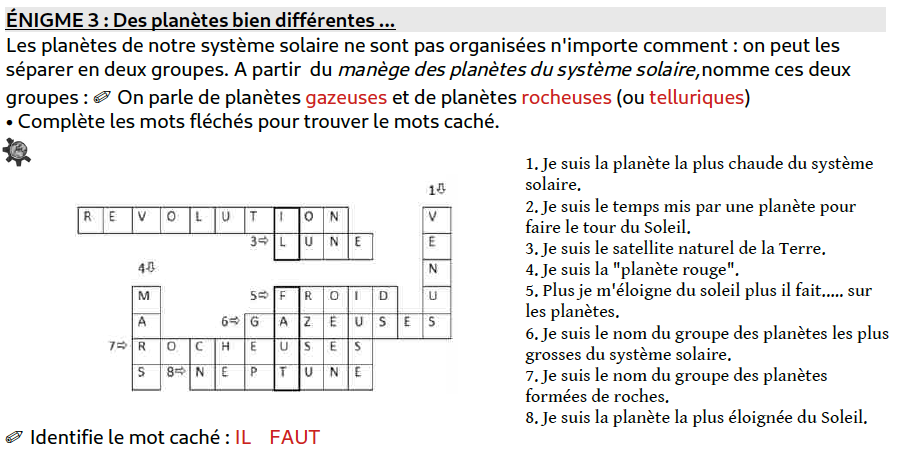 ÉNIGME 3 : Des planètes bien différentes ...
Les planètes de notre système solaire ne sont pas organisées n'importe comment : on peut les
séparer en deux groupes. A partir du manège des planètes du système solaire,nomme ces deux
groupes : ✏ On parle de planètes gazeuses et de planètes rocheuses (ou telluriques)
• Complète les mots fléchés pour trouver le mots caché.
1⇩
R E V O L U T I O N V
3⇨ L U N E E
4⇩ N
M 5⇨ F R O I D U
A 6⇨ G A Z E U S E S
7⇨ R O C H E U S E S
S 8⇨ N E P T U N E
1. Je suis la planète la plus chaude du système
solaire.
2. Je suis le temps mis par une planète pour
faire le tour du Soleil.
3. Je suis le satellite naturel de la Terre.
4. Je suis la "planète rouge".
5. Plus je m'éloigne du soleil plus il fait..... sur
les planètes.
6. Je suis le nom du groupe des planètes les plus
grosses du système solaire.
7. Je suis le nom du groupe des planètes
formées de roches.
8. Je suis la planète la plus éloignée du Soleil.
✏ Identifie le mot caché : IL FAUT